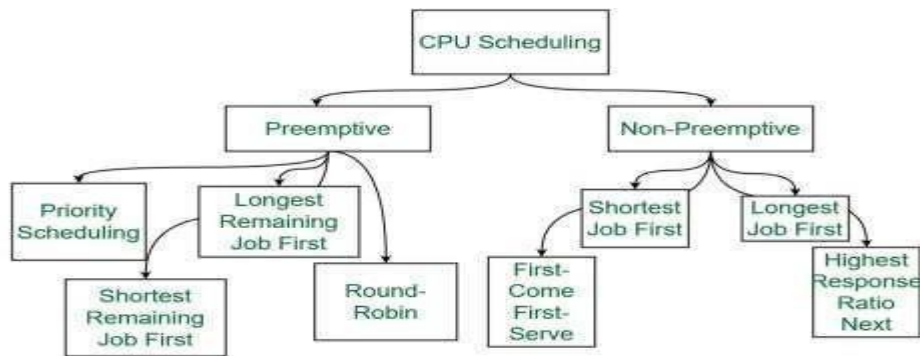 CPU Scheduling
Preemptive
Non-Preemptive
Priority
Scheduling
Longest
Remaining
Job First
Shortest
Job First
Longest
Job First
Shortest
Remaining
Job First
Round-
Robin
First-
Come
First-
Serve
Highest
Response
Ratio
Next